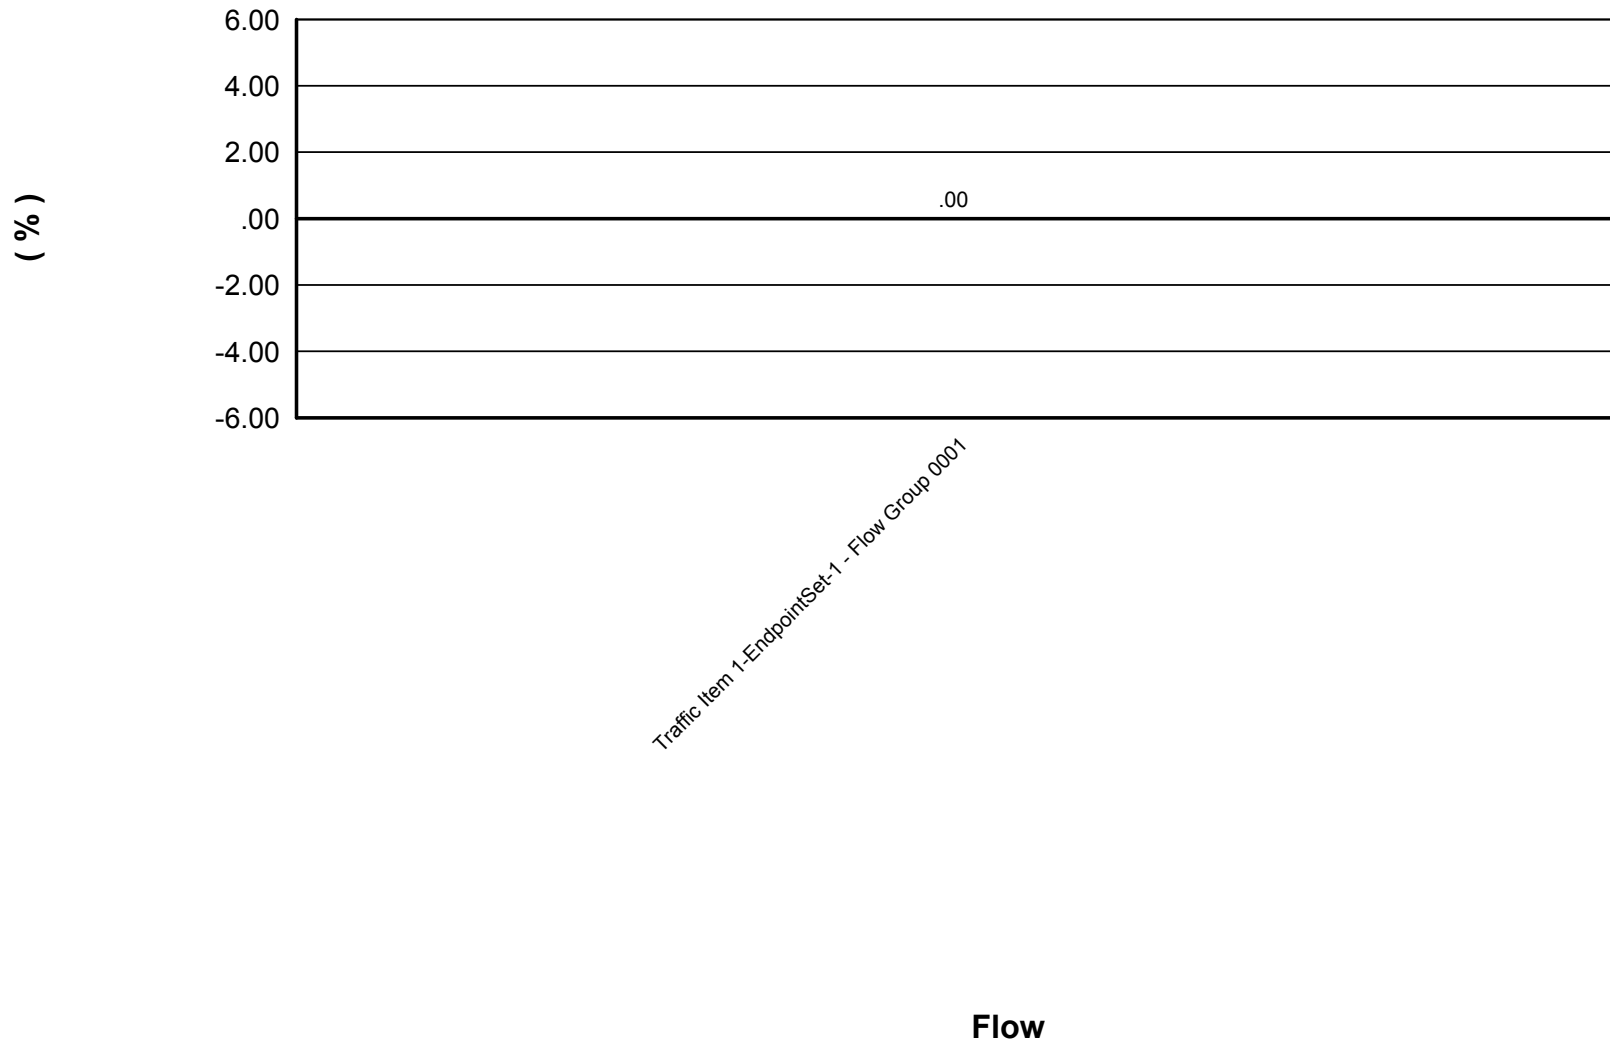 6.00
4.00
2.00
.00
-2.00
-4.00
-6.00
( % )
.00
Traffic Item 1-EndpointSet-1 - Flow Group 0001
Flow